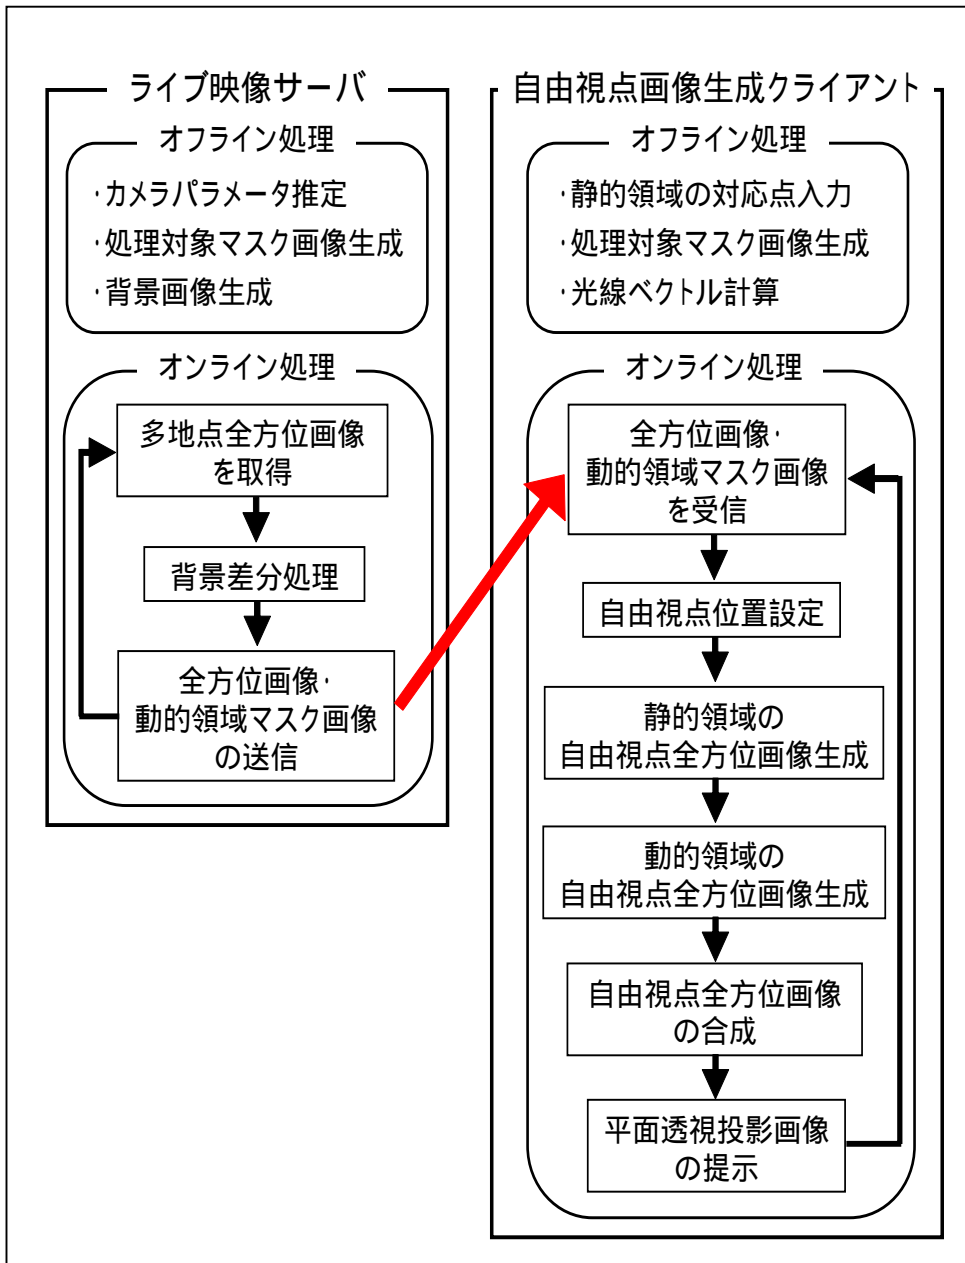 ライブ映像サーバ
オフライン処理
・カメラパラメータ推定
・処理対象マスク画像生成
・背景画像生成
オンライン処理
多地点全方位画像
を取得
背景差分処理
全方位画像・
動的領域マスク画像
の送信
自由視点画像生成クライアント
オフライン処理
・静的領域の対応点入力
・処理対象マスク画像生成
・光線ベクトル計算
オンライン処理
全方位画像・
動的領域マスク画像
を受信
自由視点位置設定
静的領域の
自由視点全方位画像生成
動的領域の
自由視点全方位画像生成
自由視点全方位画像
の合成
平面透視投影画像
の提示